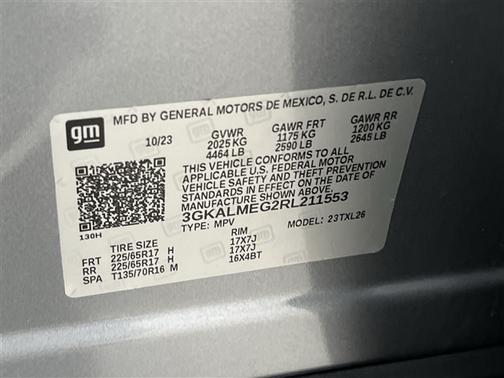 gm
MFD BY GENERAL MOTORS DE MEXICO, S. DE R.L. DE C.V.
10/23 GVWR GAWR FRT GAWR RR
2025 KG 1175 KG 1200 KG
4464 LB 2590 LB 2645 LB
THIS VEHICLE CONFORMS TO ALL
APPLICABLE U.S. FEDERAL MOTOR
VEHICLE SAFETY AND THEFT PREVENTION
STANDARDS IN EFFECT ON THE DATE OF
MANUFACTURE SHOWN ABOVE.
3GKALMEG2RL211553
130H
TYPE: MPV MODEL: 23TXL26
TIRE SIZE RIM
FRT 225/65R17 H 17X7J
RR 225/65R17 H 17X7J
SPA T135/70R16 M 16X4BT